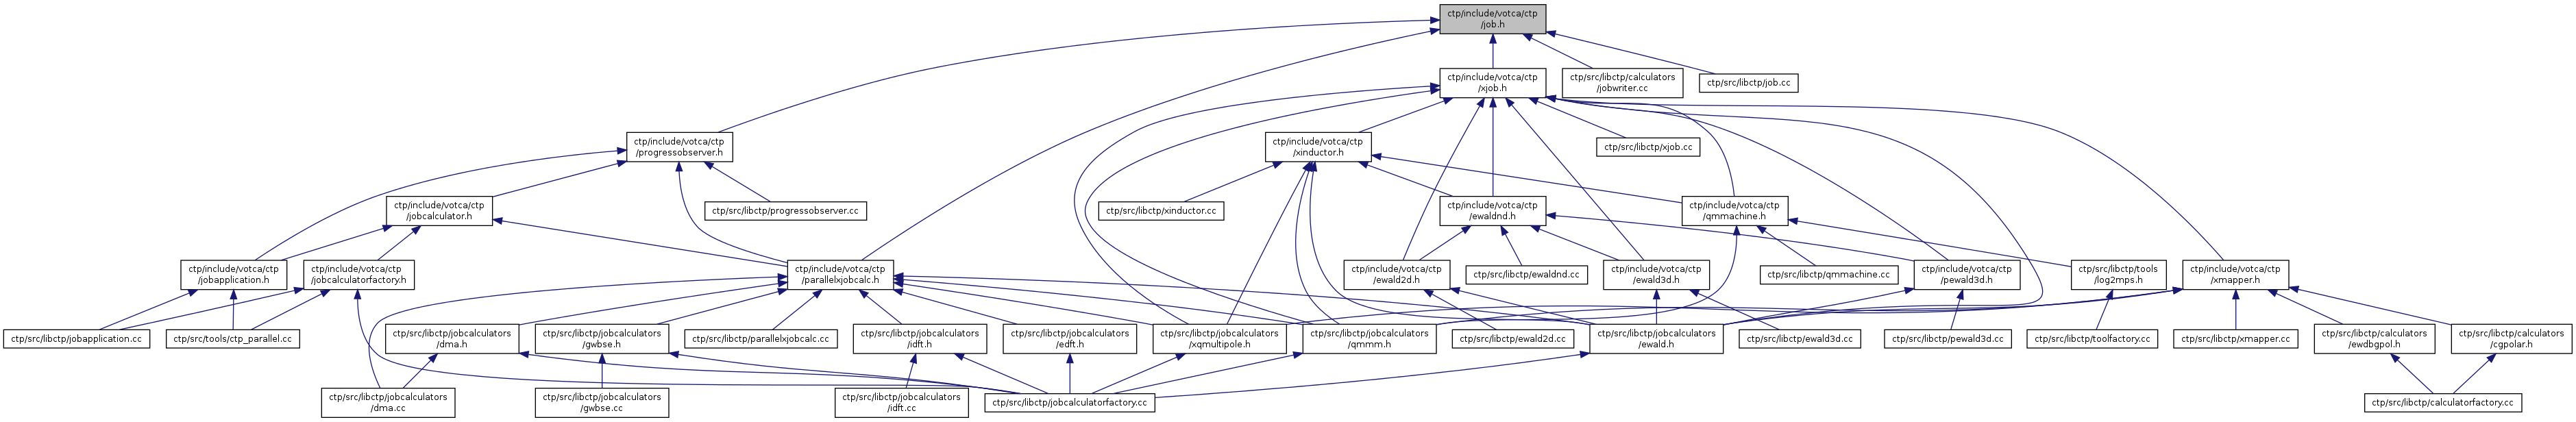 ctp/include/votca/ctp
/job.h
ctp/include/votca/ctp
/xjob.h
ctp/src/libctp/calculators
/jobwriter.cc
ctp/src/libctp/job.cc
ctp/include/votca/ctp
/progressobserver.h
ctp/include/votca/ctp
/xinductor.h
ctp/src/libctp/xjob.cc
ctp/include/votca/ctp
/jobcalculator.h
ctp/src/libctp/progressobserver.cc
ctp/src/libctp/xinductor.cc
ctp/include/votca/ctp
/ewaldnd.h
ctp/include/votca/ctp
/qmmachine.h
ctp/include/votca/ctp
/jobapplication.h
ctp/include/votca/ctp
/jobcalculatorfactory.h
ctp/include/votca/ctp
/parallelxjobcalc.h
ctp/include/votca/ctp
/ewald2d.h
ctp/src/libctp/ewaldnd.cc
ctp/include/votca/ctp
/ewald3d.h
ctp/src/libctp/qmmachine.cc
ctp/include/votca/ctp
/pewald3d.h
ctp/src/libctp/tools
/log2mps.h
ctp/include/votca/ctp
/xmapper.h
ctp/src/libctp/jobapplication.cc
ctp/src/tools/ctp_parallel.cc
ctp/src/libctp/jobcalculators
/dma.h
ctp/src/libctp/jobcalculators
/gwbse.h
ctp/src/libctp/parallelxjobcalc.cc
ctp/src/libctp/jobcalculators
/idft.h
ctp/src/libctp/jobcalculators
/edft.h
ctp/src/libctp/jobcalculators
/xqmultipole.h
ctp/src/libctp/jobcalculators
/qmmm.h
ctp/src/libctp/ewald2d.cc
ctp/src/libctp/jobcalculators
/ewald.h
ctp/src/libctp/ewald3d.cc
ctp/src/libctp/pewald3d.cc
ctp/src/libctp/toolfactory.cc
ctp/src/libctp/xmapper.cc
ctp/src/libctp/calculators
/ewdbgpol.h
ctp/src/libctp/calculators
/cgpolar.h
ctp/src/libctp/jobcalculators
/dma.cc
ctp/src/libctp/jobcalculators
/gwbse.cc
ctp/src/libctp/jobcalculators
/idft.cc
ctp/src/libctp/jobcalculatorfactory.cc
ctp/src/libctp/calculatorfactory.cc